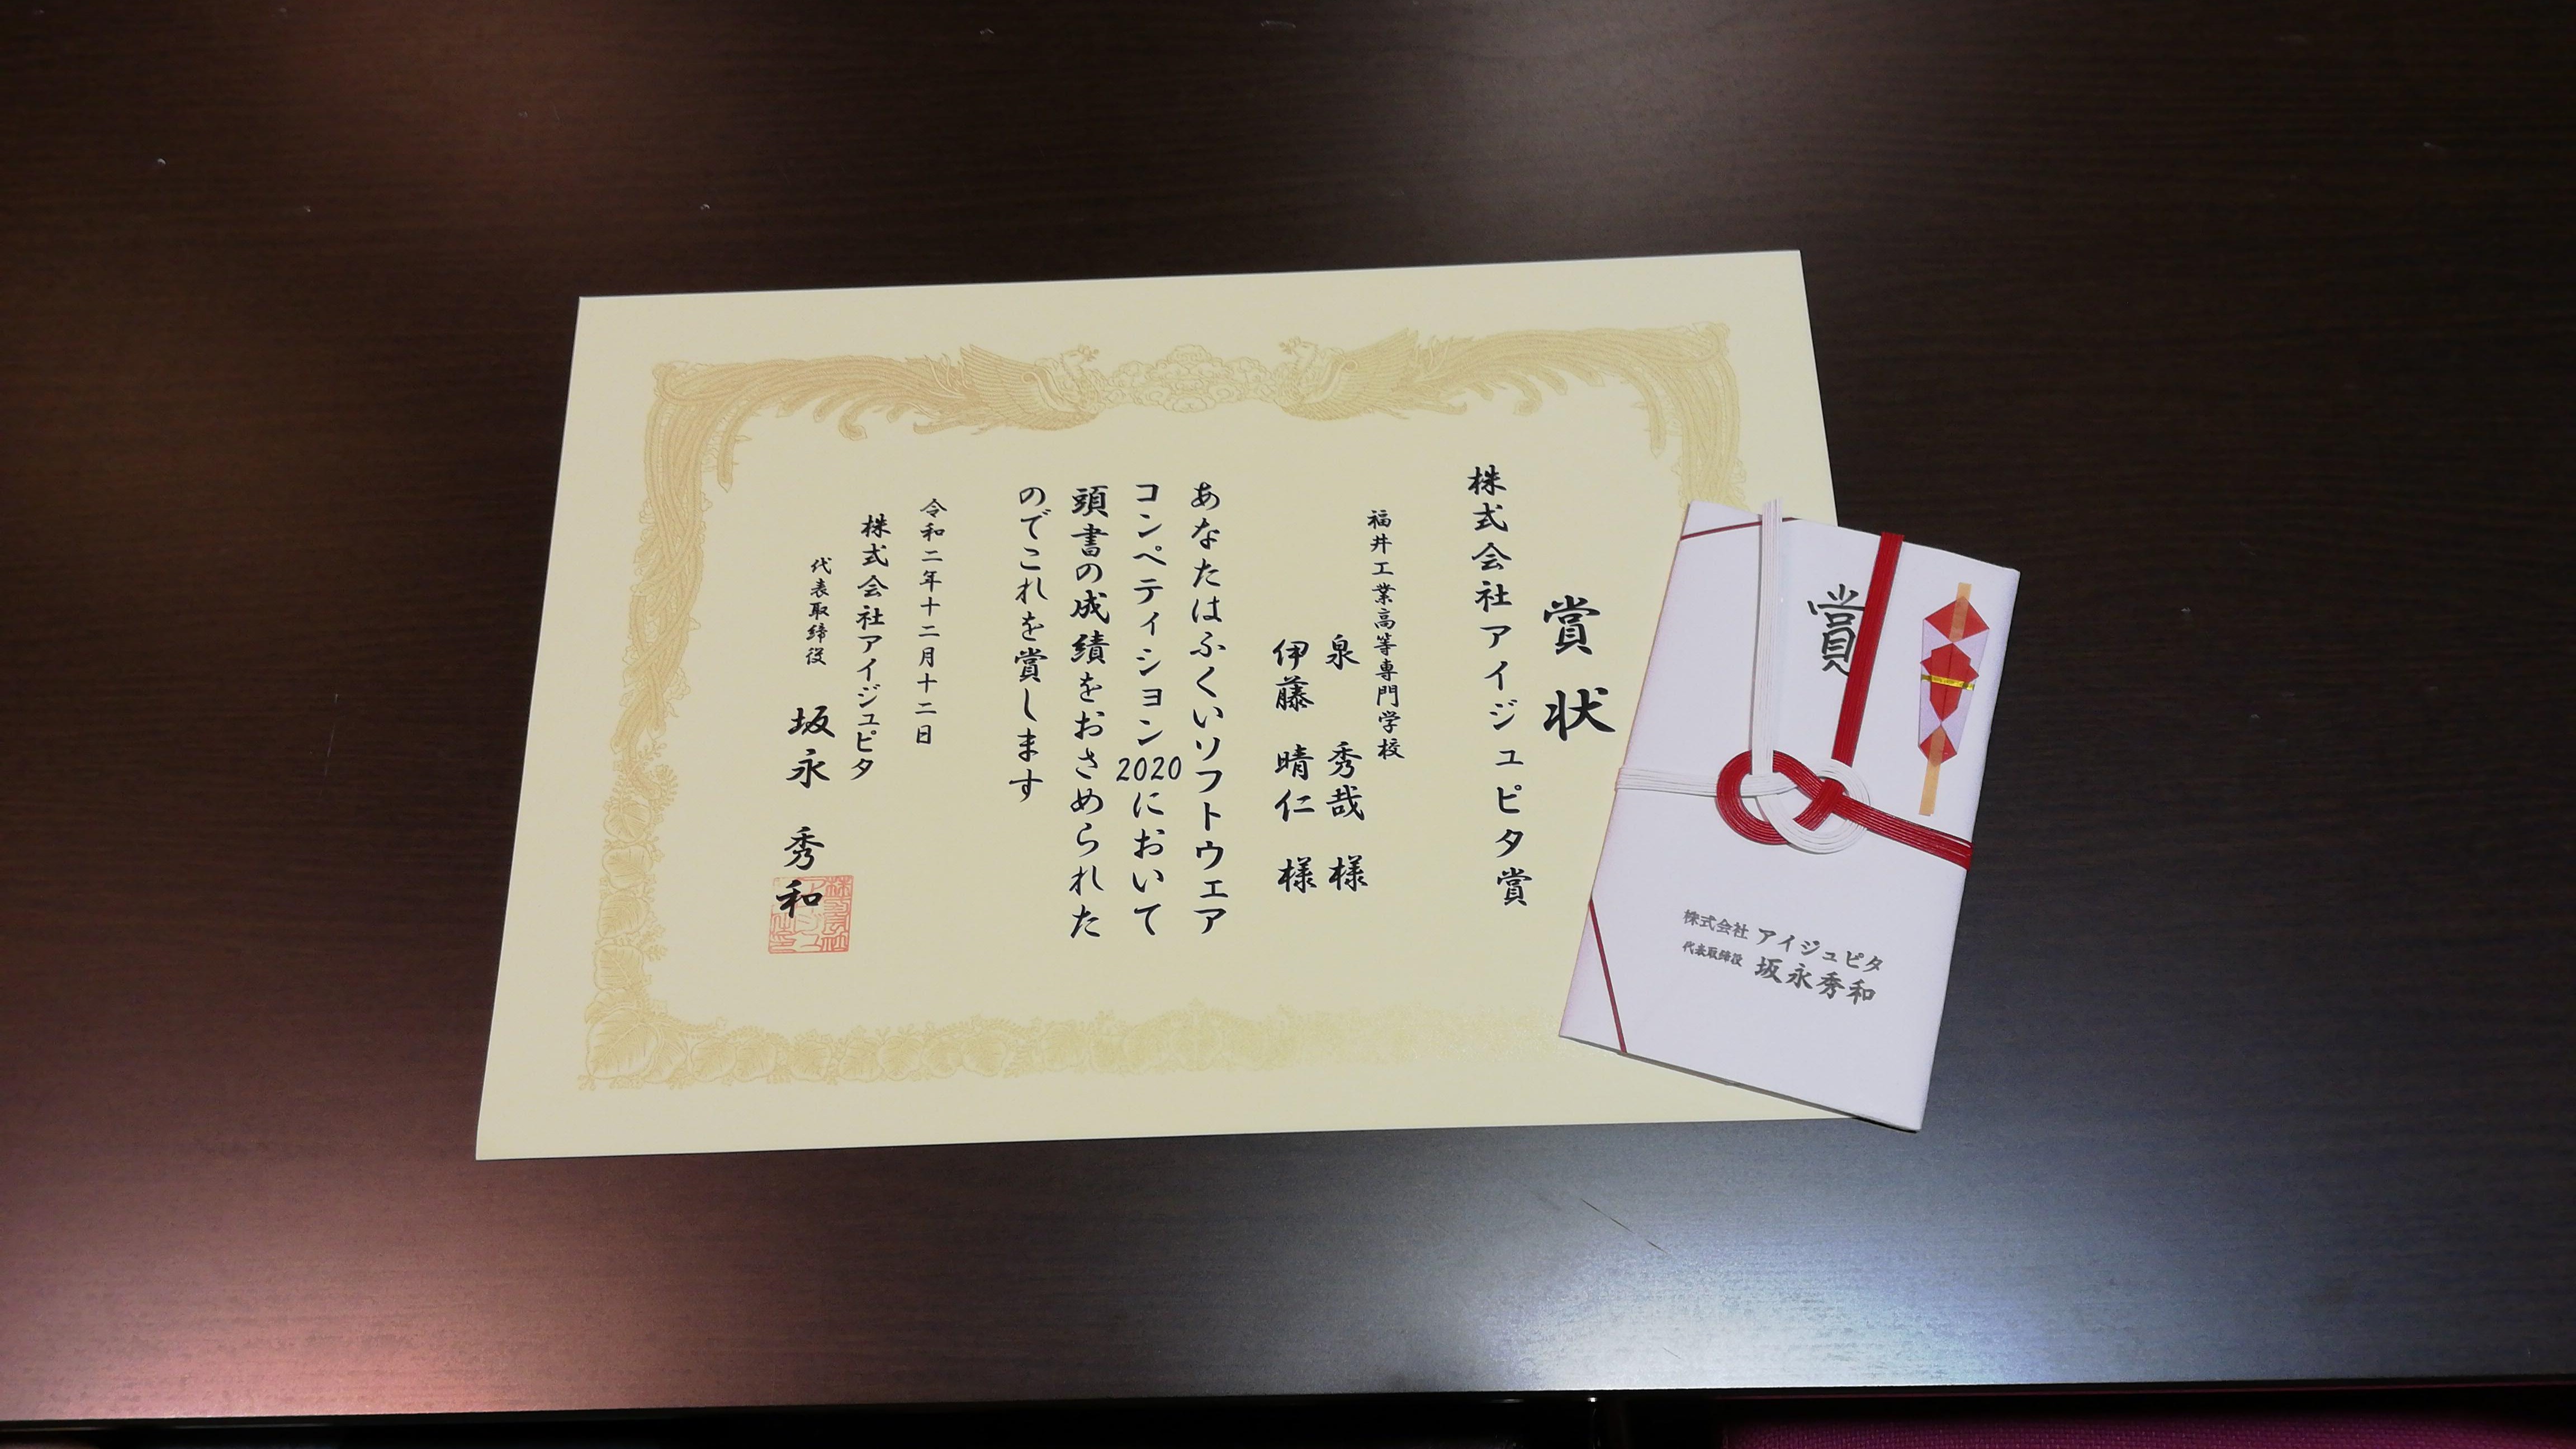 賞状
株式会社アイジュピタ賞
福井工業高等専門学校
泉 秀哉 様
伊藤 晴仁 様
あなたはふくいソフトウェア
コンペティション2020において
頭書の成績をおさめられた
のでこれを賞します
令和二年十二月十二日
株式会社アイジュピタ
代表取締役 坂永 秀和
賞
株式会社 アイジュピタ
代表取締役 坂永秀和